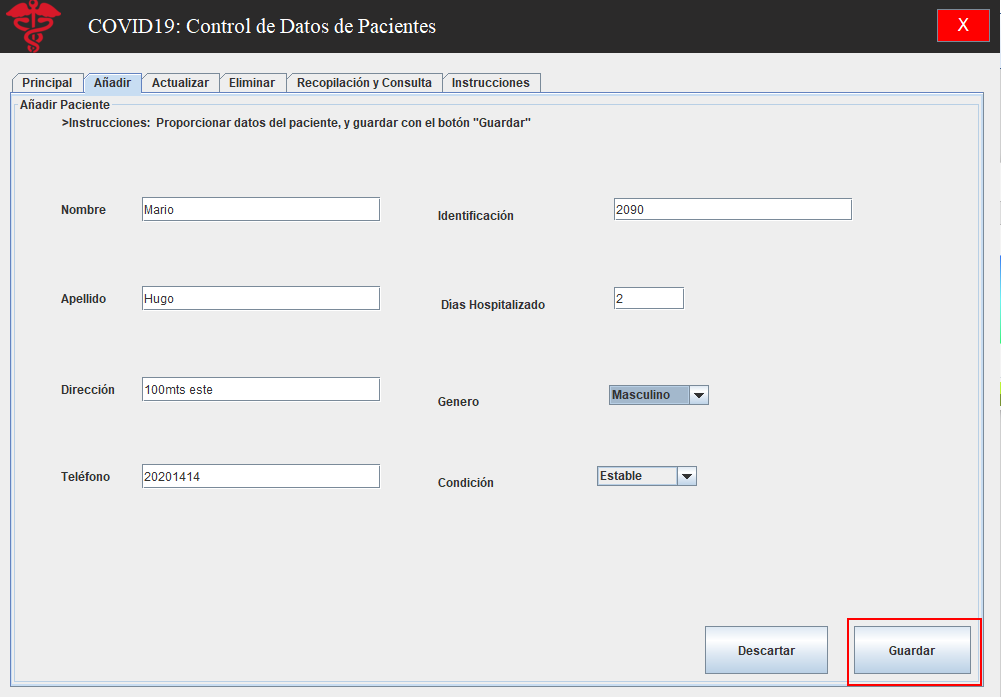 COVID19: Control de Datos de Pacientes
X
Principal Añadir Actualizar Eliminar Recopilación y Consulta Instrucciones
Añadir Paciente
>Instrucciones: Proporcionar datos del paciente, y guardar con el botón "Guardar"
Nombre Mario Identificación 2090
Apellido Hugo Días Hospitalizado 2
Dirección 100mts este Genero Masculino
Teléfono 20201414 Condición Estable
Descartar Guardar